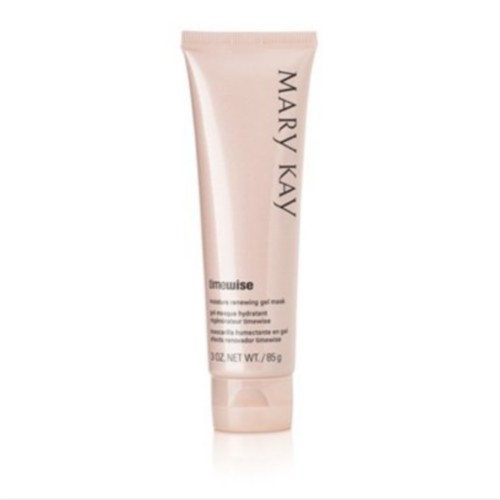 MARY KAY
timewise
moisture renewing gel mask
gel masque hydratant
régénérateur timewise
mascarilla humectante en gel
efecto renovador timewise
3 OZ. NET WT. / 85 g